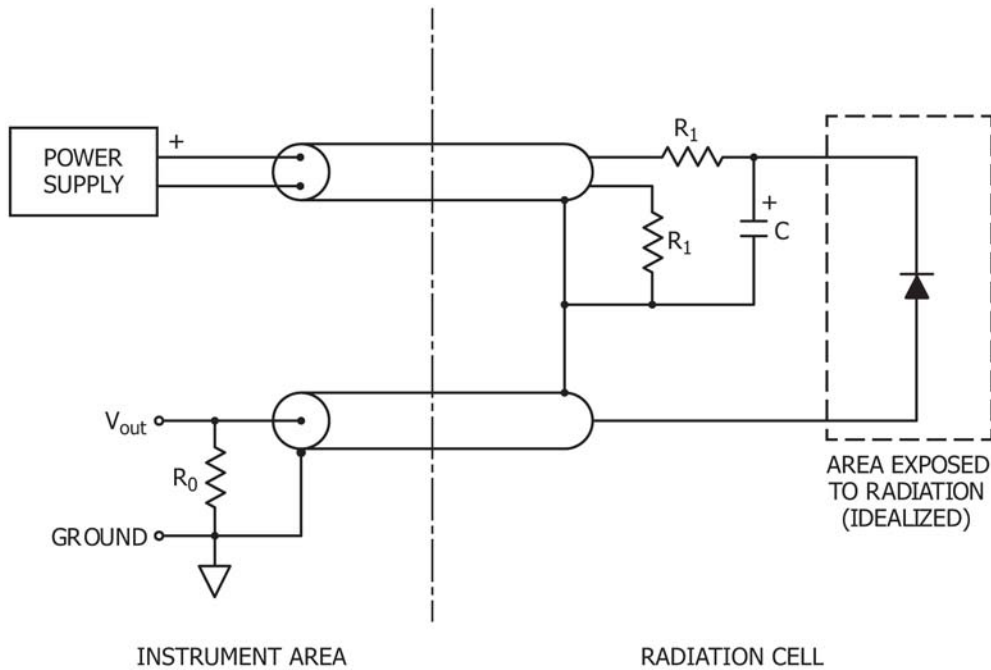 POWER
SUPPLY
+
R1
+
C
R1
Vout
R0
GROUND
AREA EXPOSED
TO RADIATION
(IDEALIZED)
INSTRUMENT AREA
RADIATION CELL